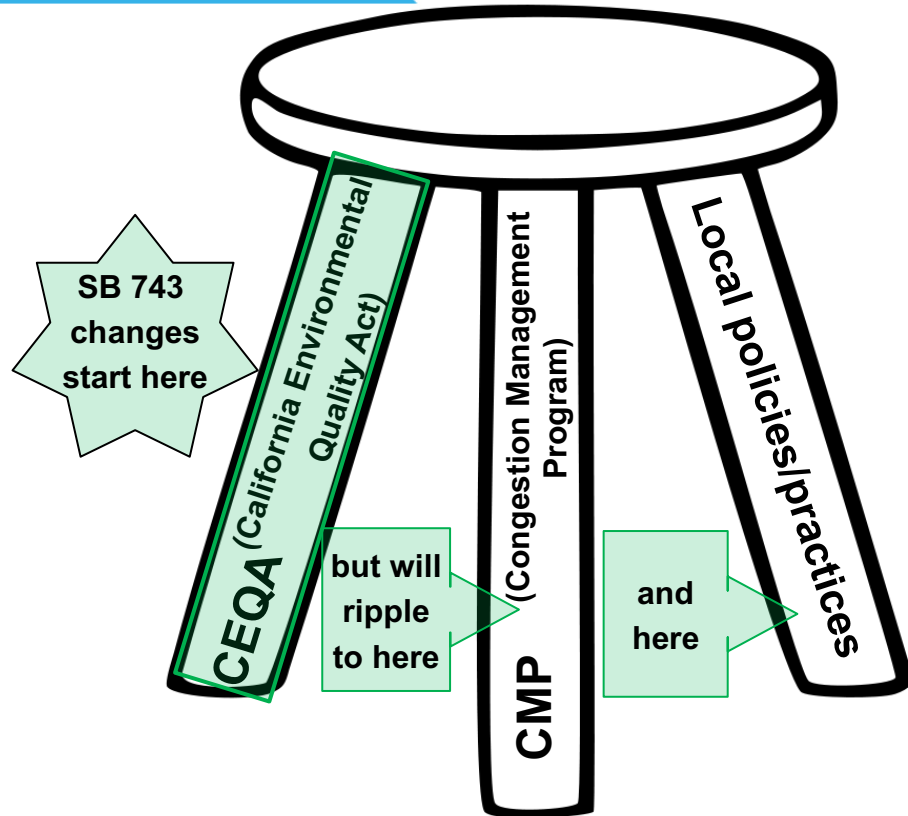 SB 743
changes
start here
CEQA (California Environmental
Quality Act)
but will
ripple
to here
CMP (Congestion Management
Program)
and
here
Local policies/practices